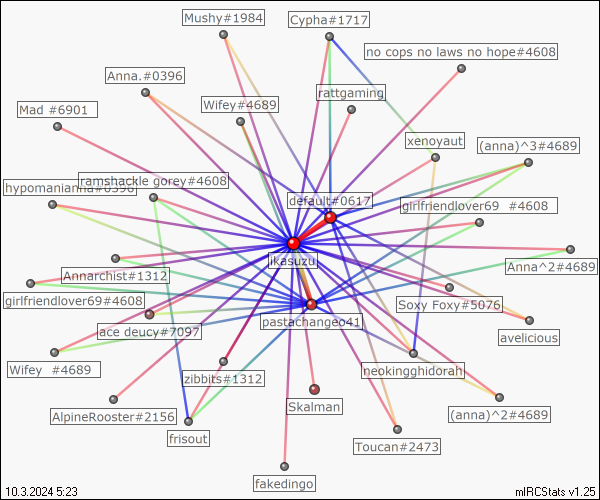 Mushy#1984
Cypha#1717
no cops no laws no hope#4608
Anna.#0396
rattgaming
Mad #6901
Wifey#4689
xenoyaut
(anna)^3#4689
ramshackle gorey#4608
default#0617
girlfriendlover69 #4608
ikasuzu
Annarchist#1312
Anna^2#4689
girlfriendlover69#4608
Soxy Foxy#5076
ace deucy#7097
pastachangeo41
avelicious
Wifey #4689
zibbits#1312
neokingghidorah
AlpineRooster#2156
Skalman
(anna)^2#4689
frisout
Toucan#2473
fakedingo
10.3.2024 5:23
mIRCStats v1.25